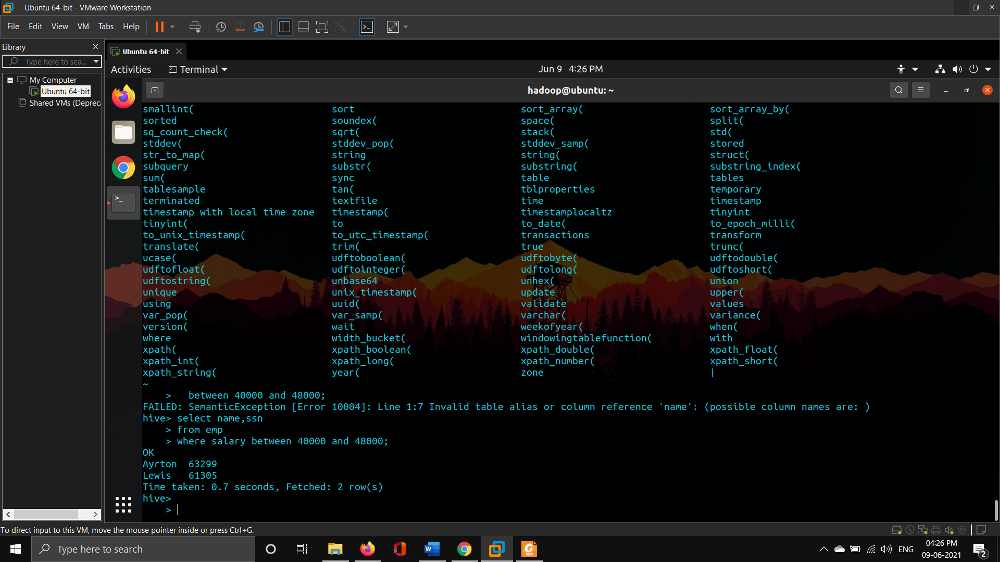 Ubuntu 64-bit - VMware Workstation
File Edit View VM Tabs Help
Library
Type here to sea...
My Computer
Ubuntu 64-bit
Shared VMs (Depreca
Ubuntu 64-bit
Activities Terminal Jun 9 4:26 PM
hadoop@ubuntu: ~
smallint( sort sort_array( sort_array_by(
sorted soundex( space( split(
sq_count_check( sqrt( stack( std(
stddev( stddev_pop( stddev_samp( stored
str_to_map( string string( struct(
subquery substr( substring( substring_index(
sum( sync table tables
tablesample tan( tblproperties temporary
terminated textfile time timestamp
timestamp with local time zone timestamp( timestamplocaltz tinyint
tinyint( to to_date( to_epoch_milli(
to_unix_timestamp( to_utc_timestamp( transactions transform
translate( trim( true trunc(
ucase( udftoboolean( udftobyte( udftodouble(
udftofloat( udftointeger( udftolong( udftoshort(
udftostring( unbase64 unhex( union
unique unix_timestamp( update upper(
using uuid( validate values
var_pop( var_samp( varchar( variance(
version( wait weekofyear( when(
where width_bucket( windowingtablefunction( with
xpath( xpath_boolean( xpath_double( xpath_float(
xpath_int( xpath_long( xpath_number( xpath_short(
xpath_string( year( zone |
~
> between 40000 and 48000;
FAILED: SemanticException [Error 10004]: Line 1:7 Invalid table alias or column reference 'name': (possible column names are: )
hive> select name,ssn
> from emp
> where salary between 40000 and 48000;
OK
Ayrton 63299
Lewis 61305
Time taken: 0.7 seconds, Fetched: 2 row(s)
hive>
>
To direct input to this VM, move the mouse pointer inside or press Ctrl+G.
Type here to search
ENG
04:26 PM
09-06-2021
2